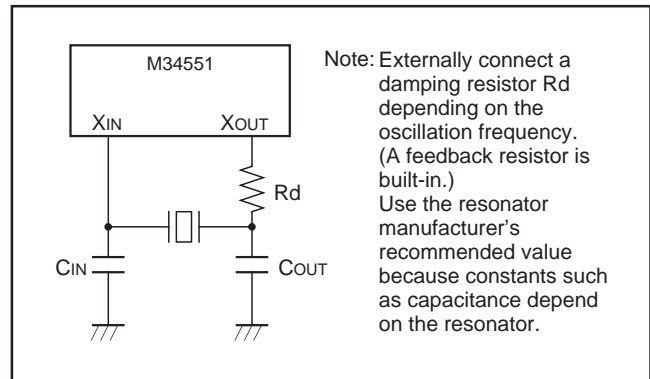 M34551
XIN XOUT
Rd
CIN COUT
Note: Externally connect a
damping resistor Rd
depending on the
oscillation frequency.
(A feedback resistor is
built-in.)
Use the resonator
manufacturer's
recommended value
because constants such
as capacitance depend
on the resonator.